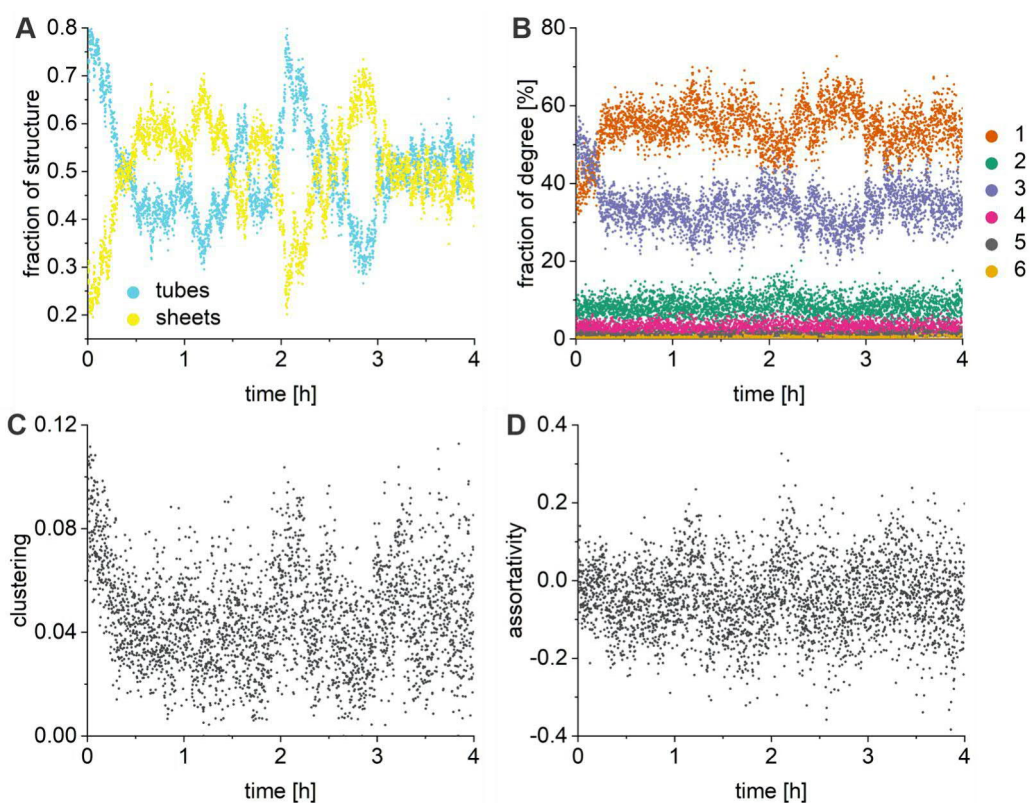 A
fraction of structure
0.8
0.7
0.6
0.5
0.4
0.3
0.2
tubes
sheets
0 1 2 3 4
time [h]
B
fraction of degree [%]
80
60
40
20
0
0 1 2 3 4
time [h]
1
2
3
4
5
6
C
clustering
0.12
0.08
0.04
0.00
0 1 2 3 4
time [h]
D
assortativity
0.4
0.2
0.0
-0.2
-0.4
0 1 2 3 4
time [h]